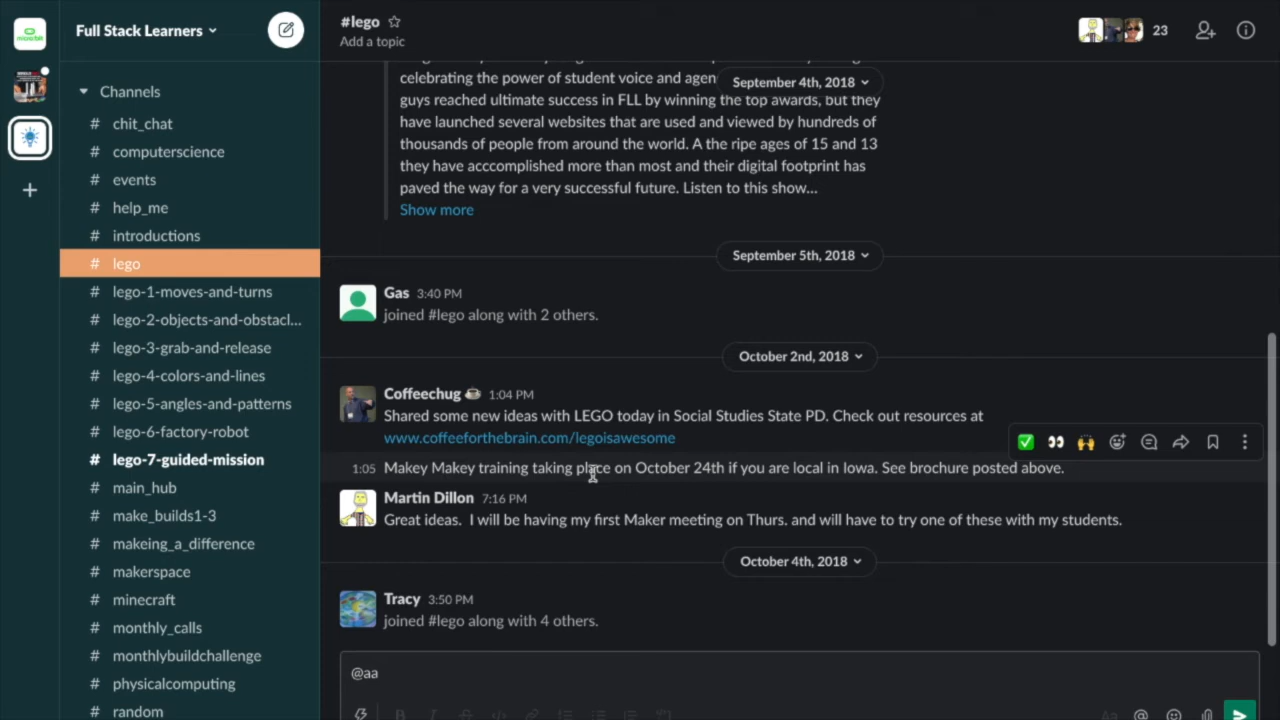 micro:bit
Full Stack Learners
Channels
# chit_chat
# computerscience
# events
# help_me
# introductions
# lego
# lego-1-moves-and-turns
# lego-2-objects-and-obstacl...
# lego-3-grab-and-release
# lego-4-colors-and-lines
# lego-5-angles-and-patterns
# lego-6-factory-robot
# lego-7-guided-mission
# main_hub
# make_builds1-3
# makeing_a_difference
# makerspace
# minecraft
# monthly_calls
# monthlybuildchallenge
# physicalcomputing
# random
#lego
Add a topic
23
September 4th, 2018
celebrating the power of student voice and agen
guys reached ultimate success in FLL by winning the top awards, but they
have launched several websites that are used and viewed by hundreds of
thousands of people from around the world. A the ripe ages of 15 and 13
they have acccomplished more than most and their digital footprint has
paved the way for a very successful future. Listen to this show...
Show more
September 5th, 2018
Gas 3:40 PM
joined #lego along with 2 others.
October 2nd, 2018
Coffeechug ☕ 1:04 PM
Shared some new ideas with LEGO today in Social Studies State PD. Check out resources at
www.coffeeforthebrain.com/legoisawesome
1:05 Makey Makey training taking place on October 24th if you are local in Iowa. See brochure posted above.
Martin Dillon 7:16 PM
Great ideas. I will be having my first Maker meeting on Thurs. and will have to try one of these with my students.
October 4th, 2018
Tracy 3:50 PM
joined #lego along with 4 others.
@aa